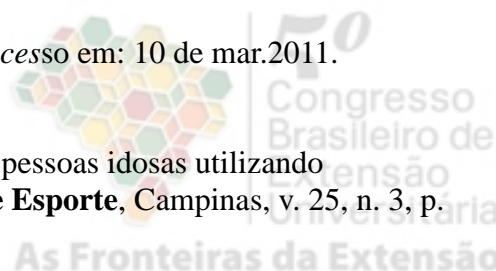 cesso em: 10 de mar.2011.
5º
Congresso
Brasileiro de
Extensão
Universitária
pessoas idosas utilizando
e Esporte, Campinas, v. 25, n. 3, p.
As Fronteiras da Extensão